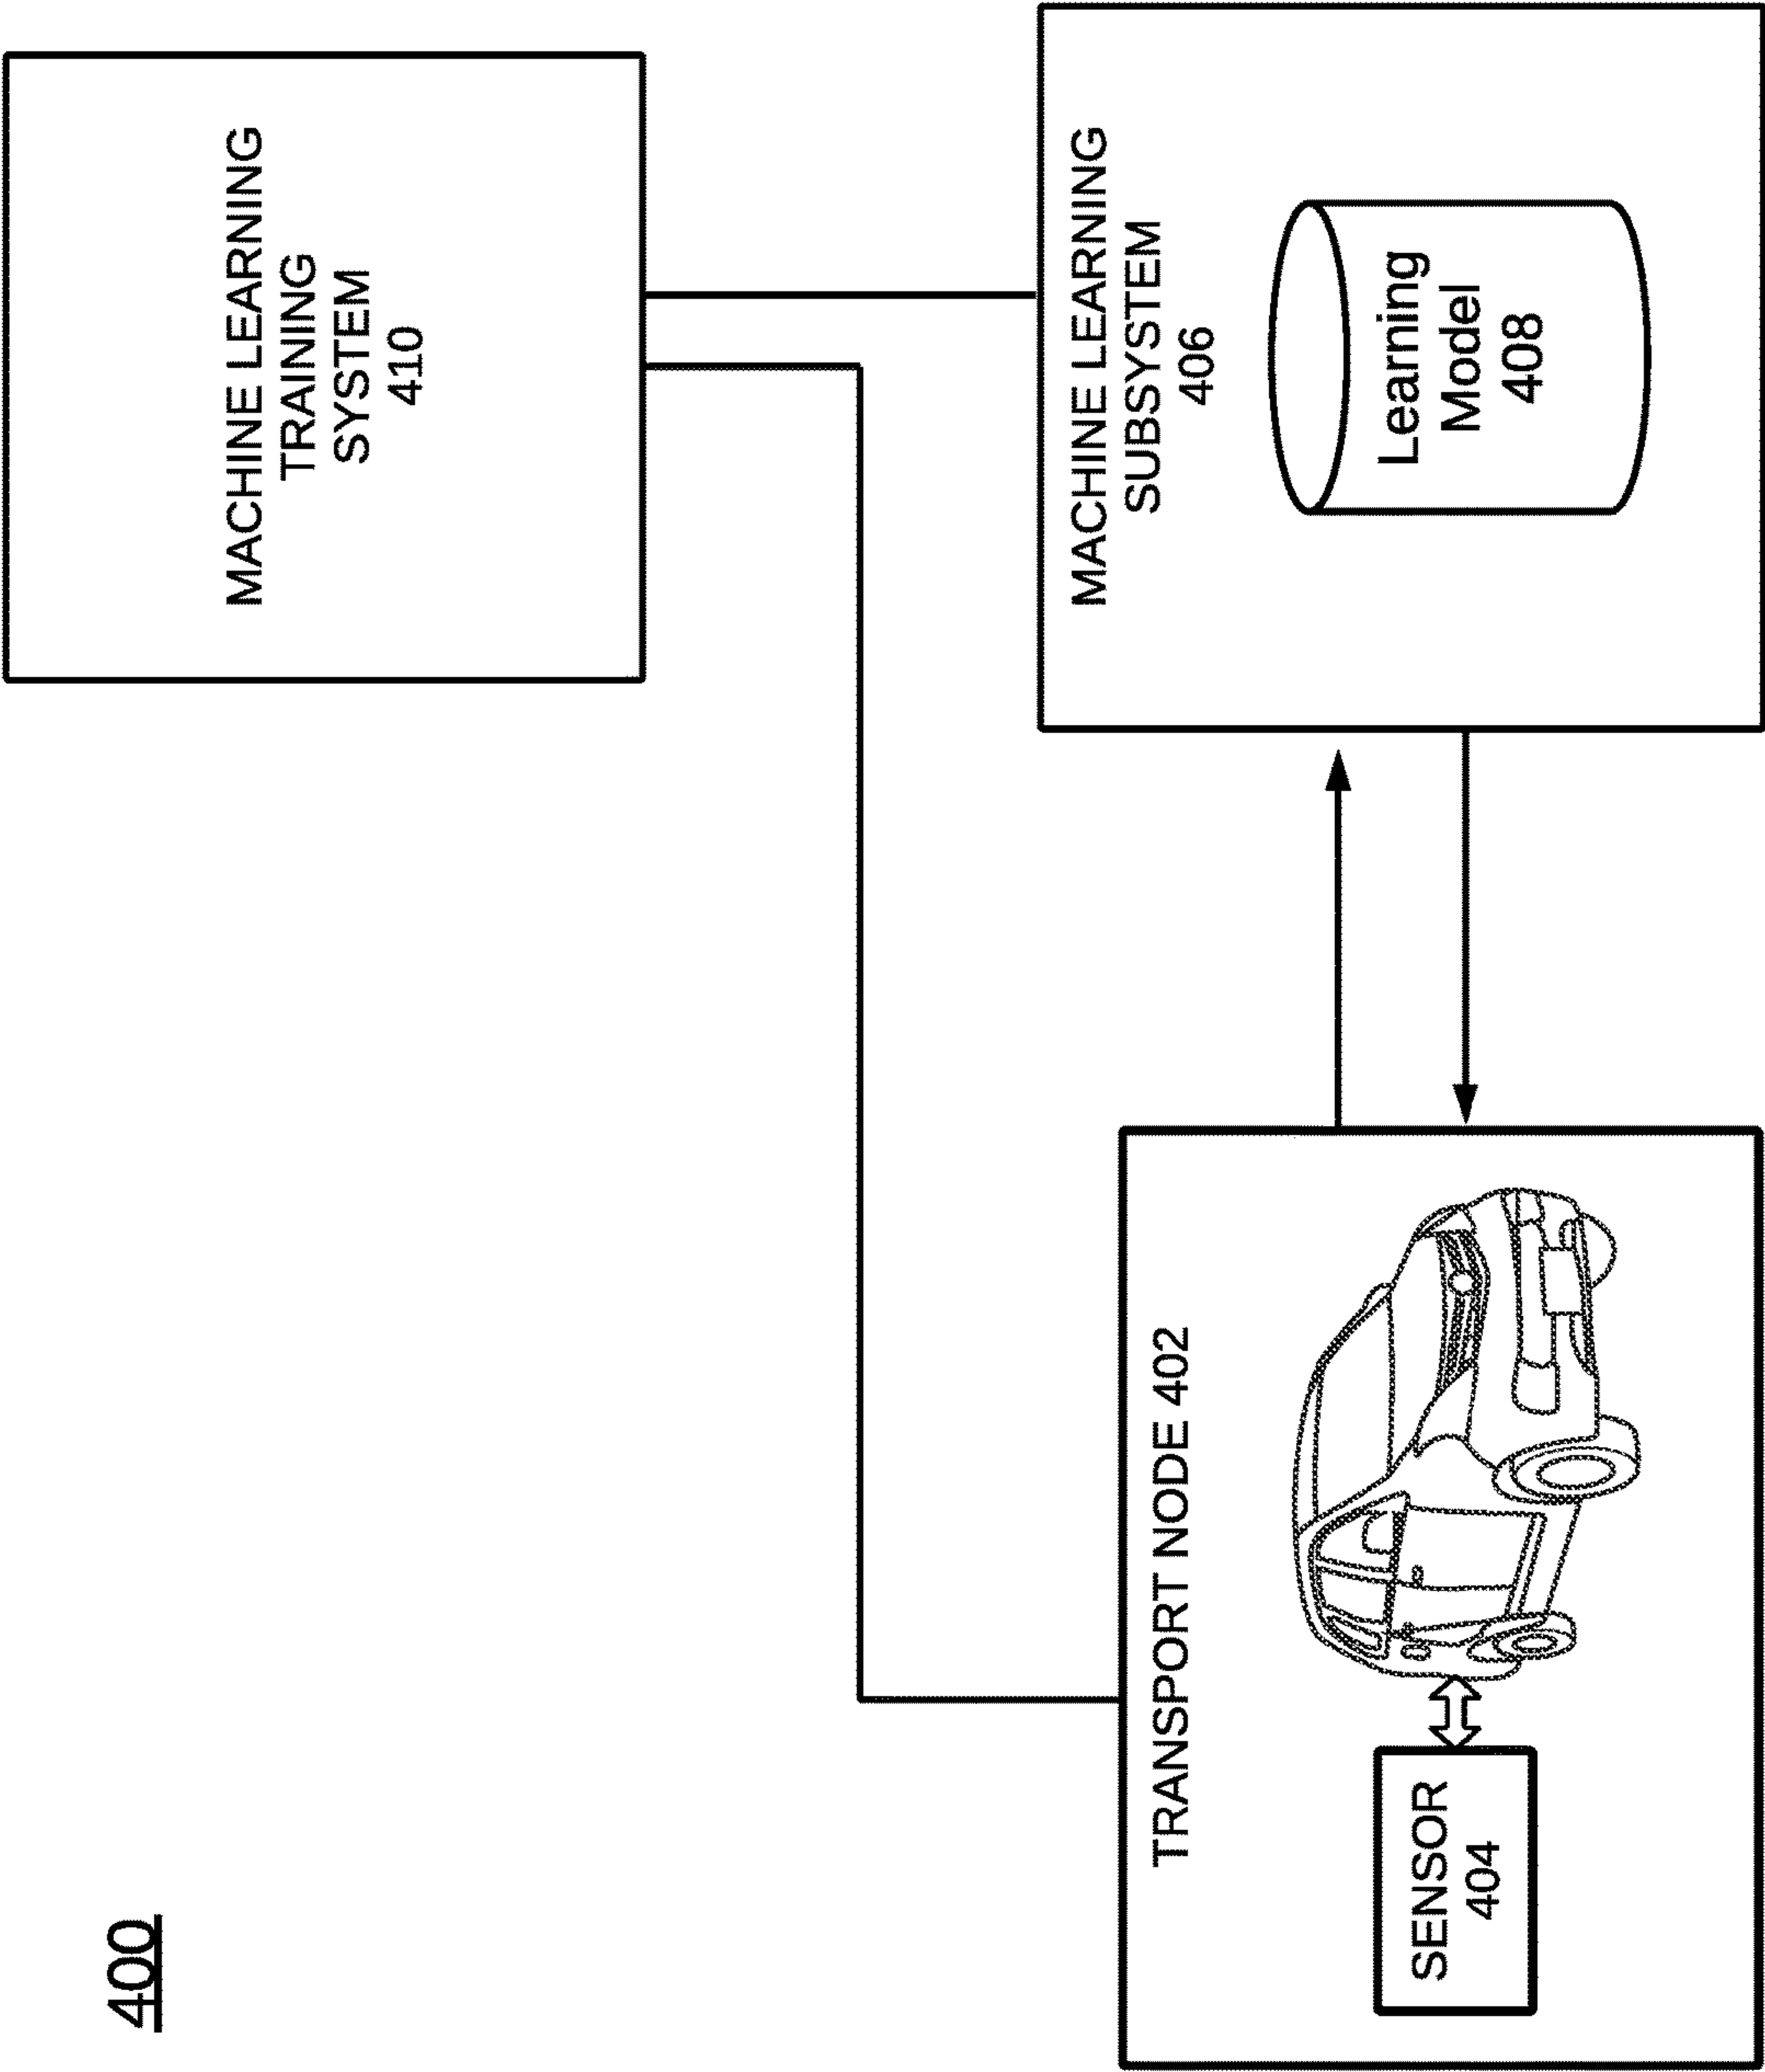 400
MACHINE LEARNING
TRAINING
SYSTEM
410
TRANSPORT NODE 402
SENSOR
404
MACHINE LEARNING
SUBSYSTEM
406
Learning
Model
408